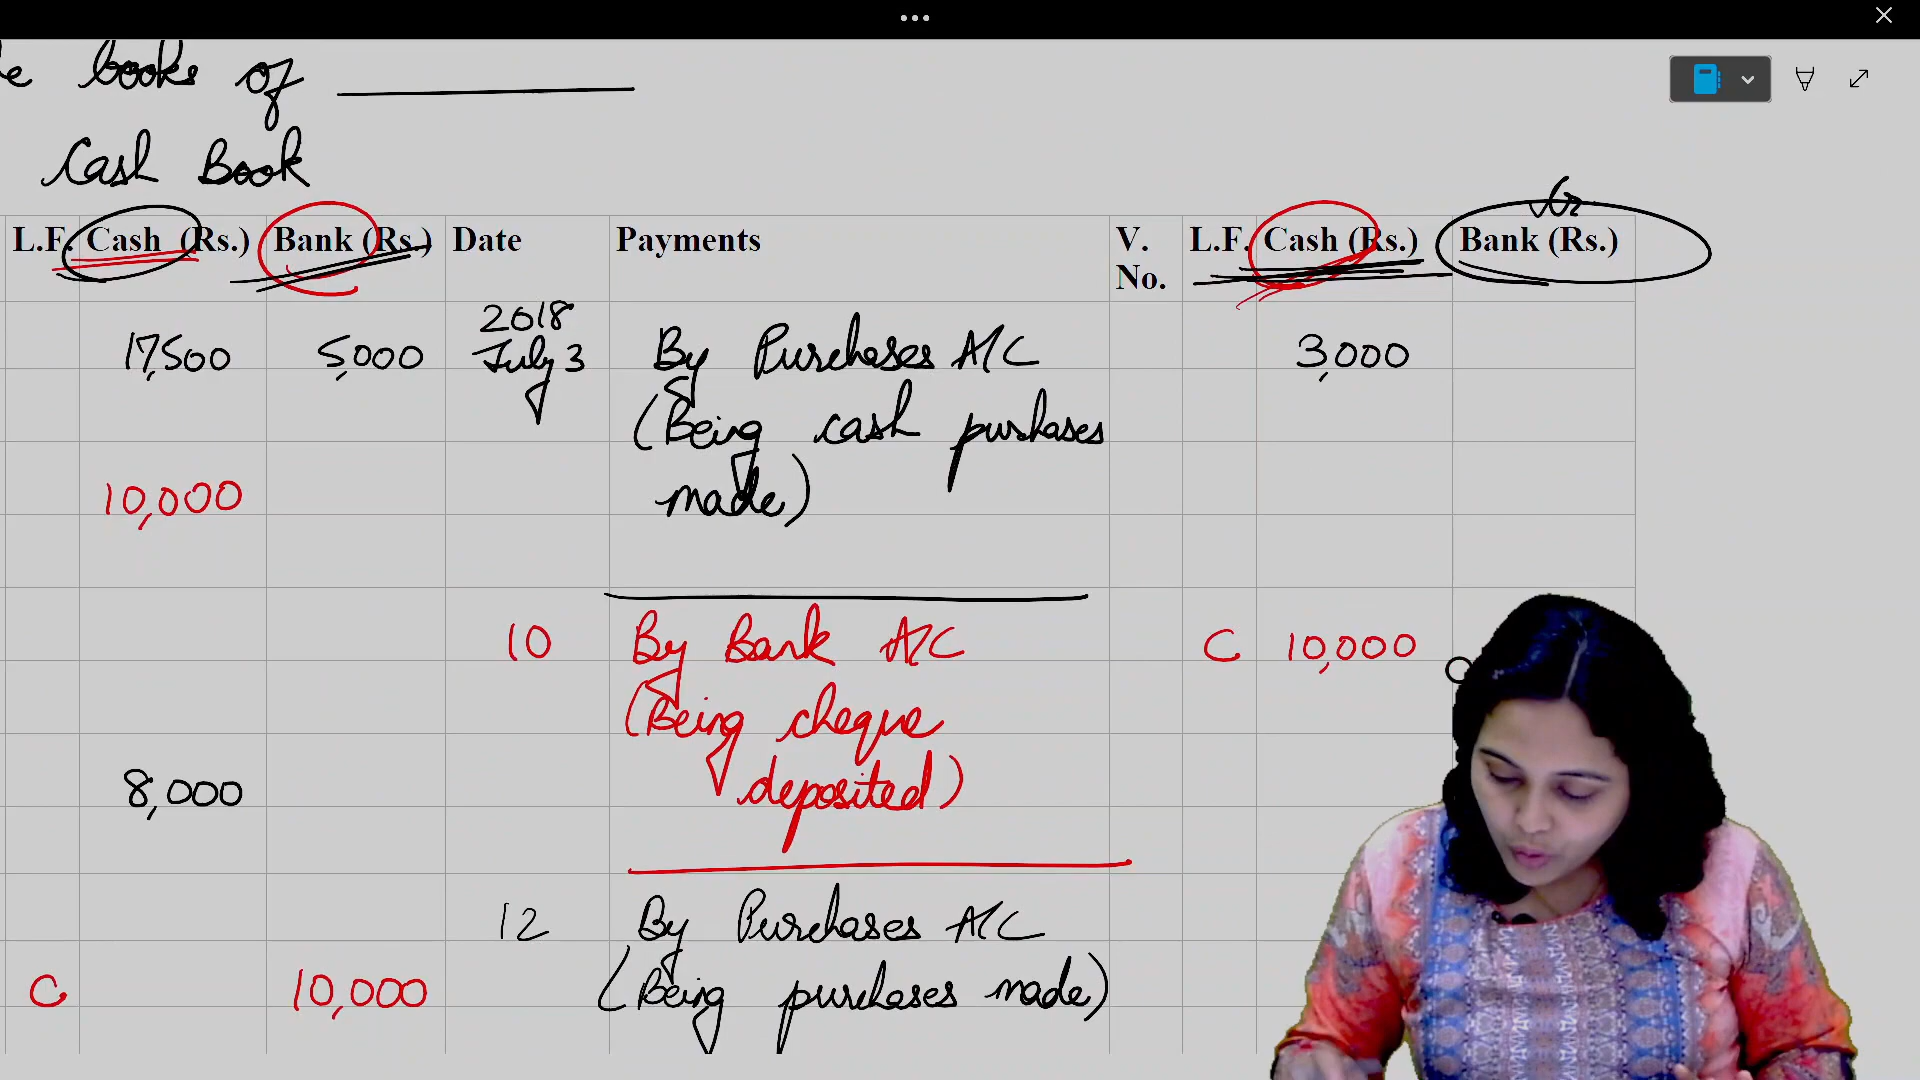 books of
Cash Book
Cr
L.F. Cash (Rs.) Bank (Rs.) Date Payments V. No. L.F. Cash (Rs.) Bank (Rs.)
2018
17,500 5,000 July 3 By Purchases A/C 3,000
(Being cash purchases
10,000 made)
10 By Bank A/C C 10,000
(Being cheque
8,000 deposited)
12 By Purchases A/C
C 10,000 (Being purchases made)